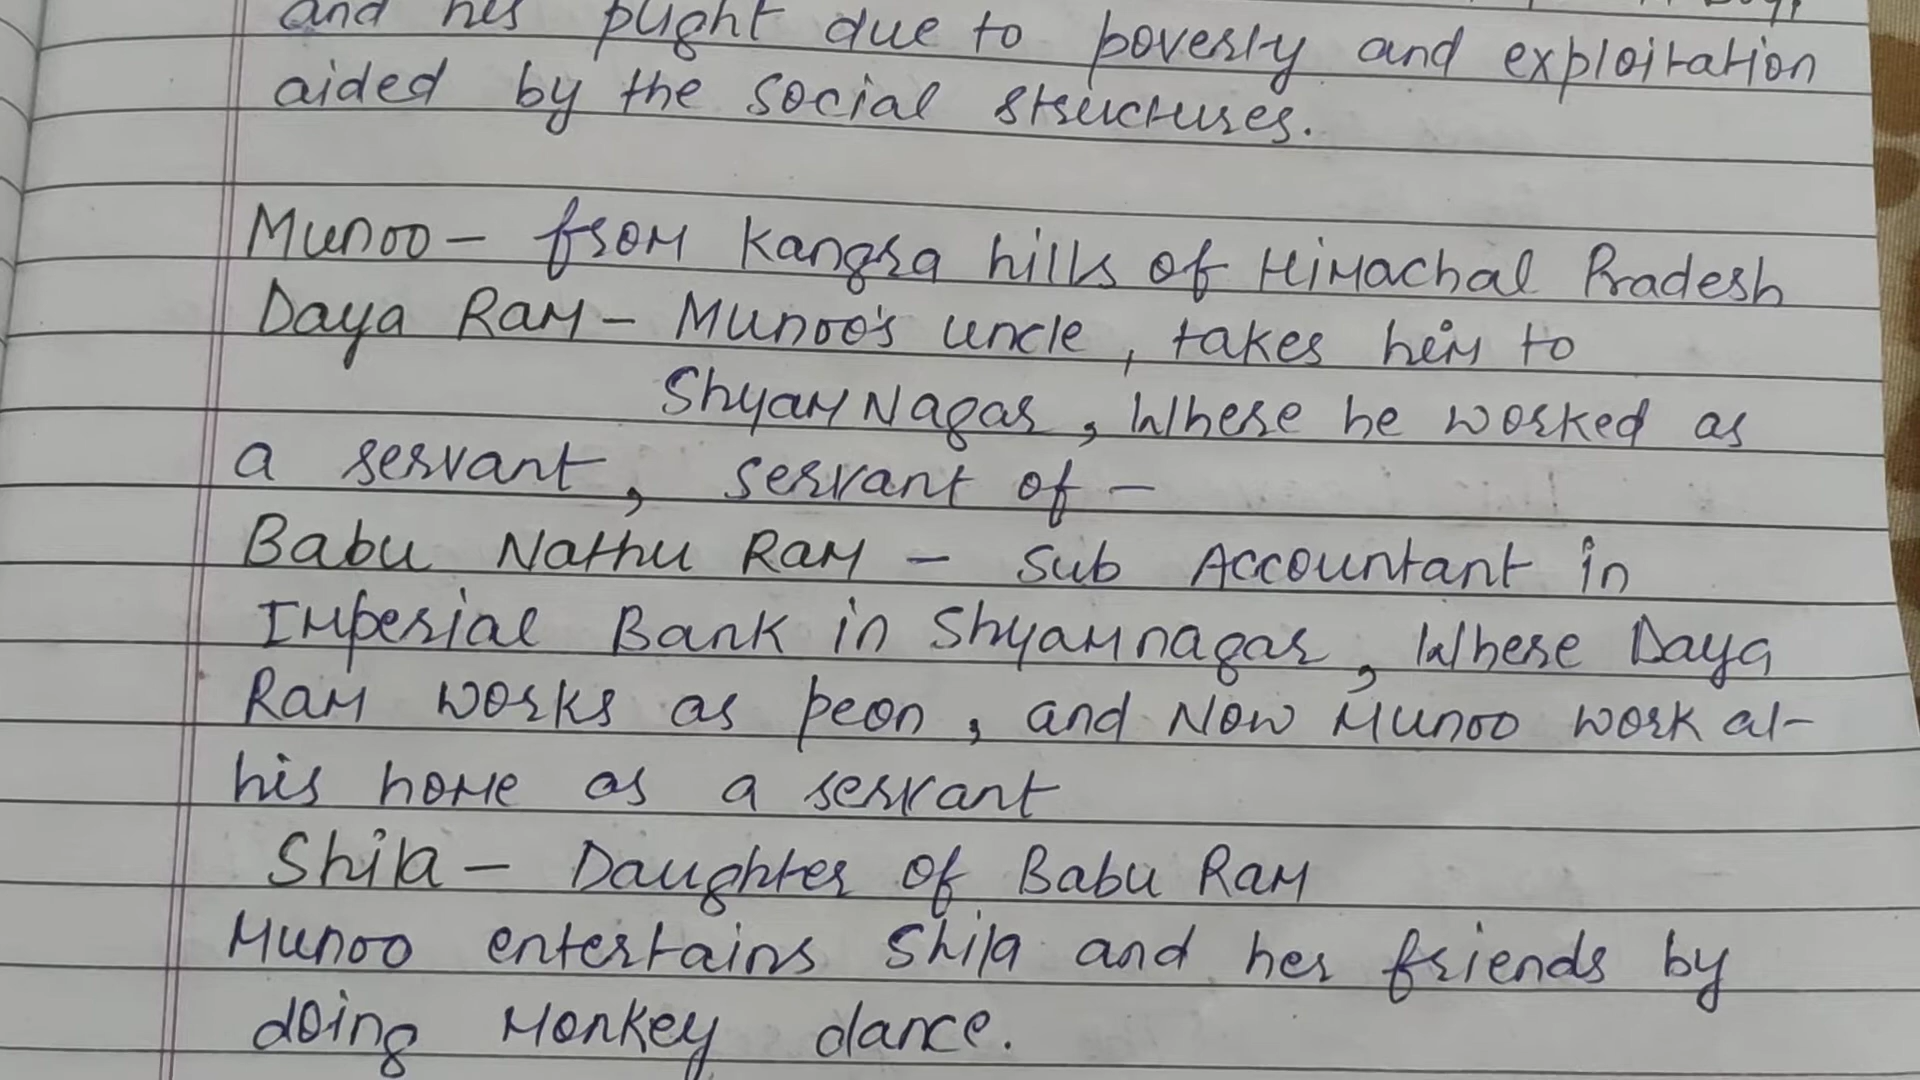 and his plight due to poverty and exploitation
aided by the social structures.
Munoo - from Kangra hills of Himachal Pradesh
Daya Ram - Munoo's uncle, takes him to
Shyam Nagar, Where he worked as
a servant, servant of -
Babu Nathu Ram - Sub Accountant in
Imperial Bank in Shyamnagar, Where Daya
Ram works as peon, and Now Munoo work at
his home as a servant
Shila - Daughter of Babu Ram
Munoo entertains Shila and her friends by
doing Monkey dance.